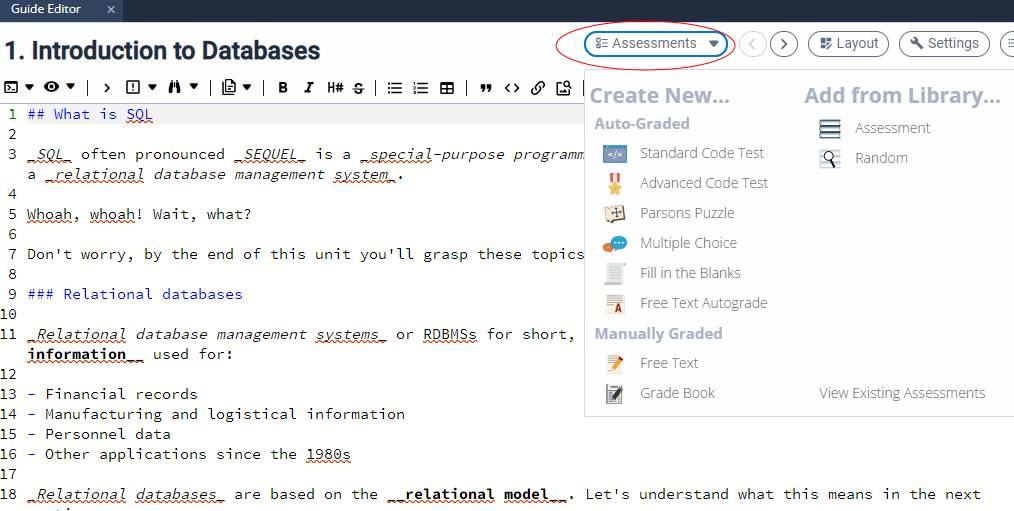 Guide Editor ×
1. Introduction to Databases
Assessments
Layout
Settings
B I H# S
1 ## What is SQL
2
3 _SQL_ often pronounced _SEQUEL_ is a _special-purpose programm
a _relational database management system_.
4
5 Whoah, whoah! Wait, what?
6
7 Don't worry, by the end of this unit you'll grasp these topics
8
9 ### Relational databases
10
11 _Relational database management systems_ or RDBMSs for short,
information__ used for:
12
13 - Financial records
14 - Manufacturing and logistical information
15 - Personnel data
16 - Other applications since the 1980s
17
18 _Relational databases_ are based on the __relational model__. Let's understand what this means in the next
Create New...
Auto-Graded
Standard Code Test
Advanced Code Test
Parsons Puzzle
Multiple Choice
Fill in the Blanks
Free Text Autograde
Manually Graded
Free Text
Grade Book
Add from Library...
Assessment
Random
View Existing Assessments